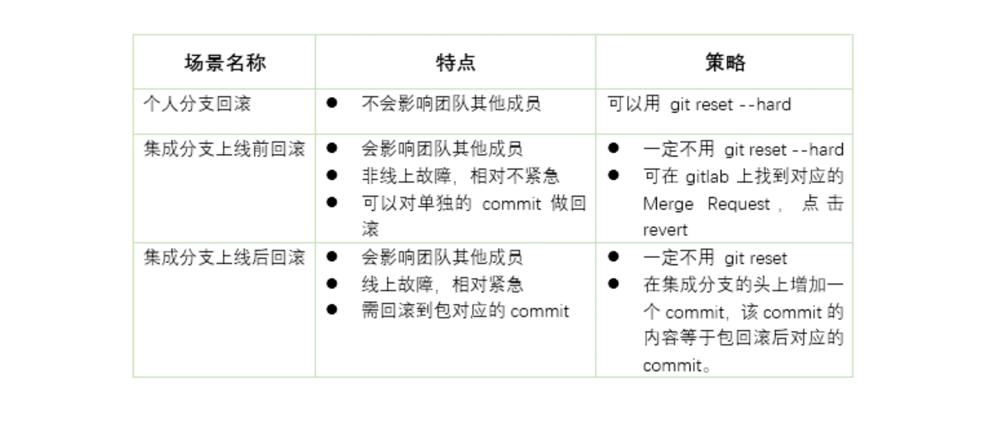 场景名称
特点
策略
个人分支回滚
● 不会影响团队其他成员
可以用 git reset --hard
集成分支上线前回滚
● 会影响团队其他成员
● 非线上故障，相对不紧急
● 可以对单独的 commit 做回
滚
● 一定不用 git reset --hard
● 可在 gitlab 上找到对应的
Merge Request，点击
revert
集成分支上线后回滚
● 会影响团队其他成员
● 线上故障，相对紧急
● 需回滚到包对应的 commit
● 一定不用 git reset
● 在集成分支的头上增加一
个 commit，该 commit 的
内容等于包回滚后对应的
commit。